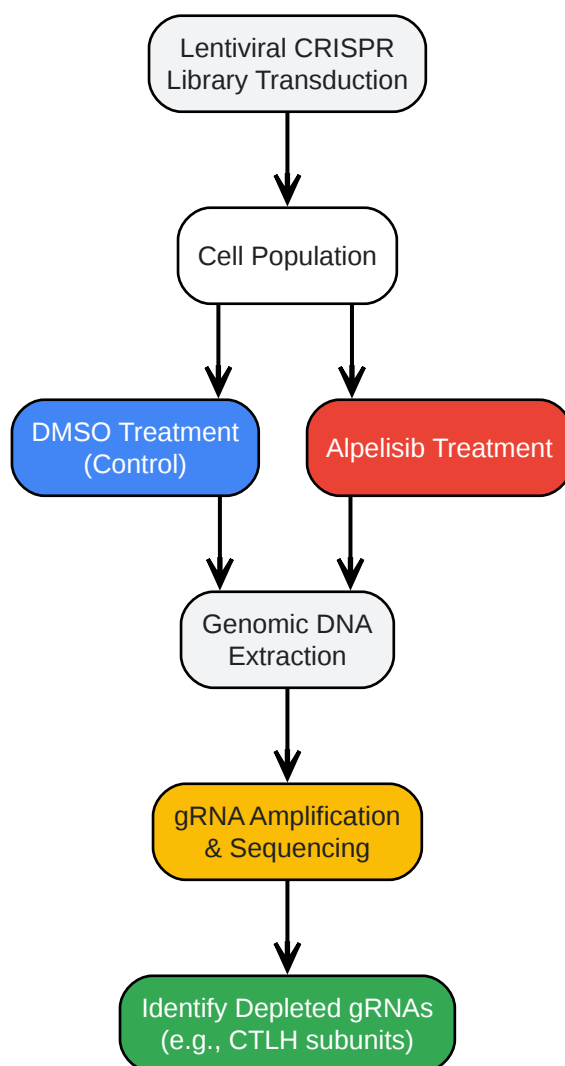 Lentiviral CRISPR
Library Transduction
Cell Population
DMSO Treatment
(Control)
Alpelisib Treatment
Genomic DNA
Extraction
gRNA Amplification
& Sequencing
Identify Depleted gRNAs
(e.g., CTLH subunits)